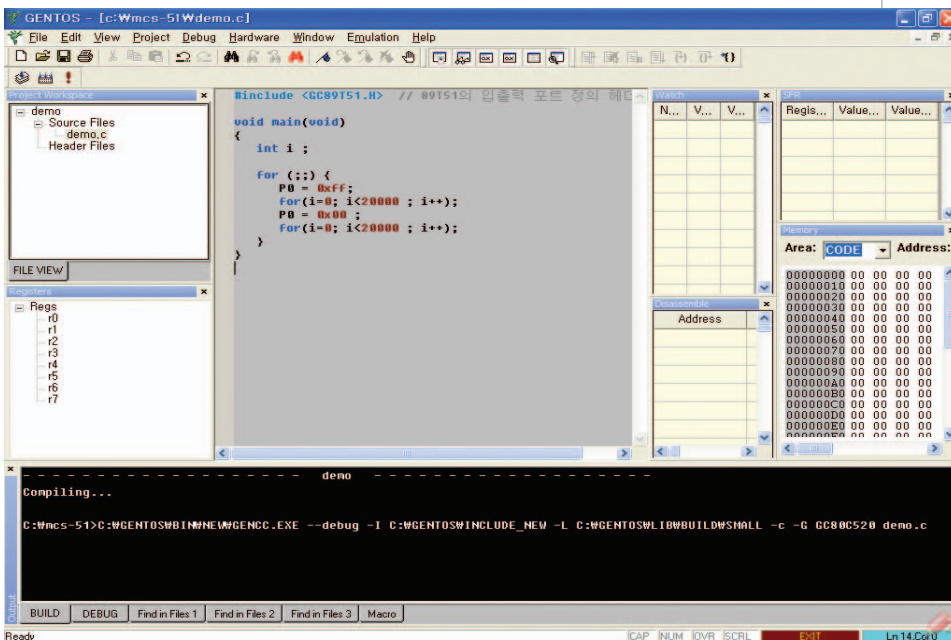 GENTOS - [c:₩mcs-51₩demo.c]
File Edit View Project Debug Hardware Window Emulation Help
Project Workspace
demo
Source Files
demo.c
Header Files
FILE VIEW
Registers
Regs
r0
r1
r2
r3
r4
r5
r6
r7
#include <GC89T51.H> // 89T51의 입출력 포트 정의 헤더
void main(void)
{
int i ;
for (;;) {
P0 = 0xff;
for(i=0; i<20000 ; i++);
P0 = 0x00 ;
for(i=0; i<20000 ; i++);
}
}
Watch
N... V... V...
Disassemble
Address
SFR
Regis... Value... Value...
Memory
Area: CODE Address:
00000000 00 00 00 00
00000010 00 00 00 00
00000020 00 00 00 00
00000030 00 00 00 00
00000040 00 00 00 00
00000050 00 00 00 00
00000060 00 00 00 00
00000070 00 00 00 00
00000080 00 00 00 00
00000090 00 00 00 00
000000A0 00 00 00 00
000000B0 00 00 00 00
000000C0 00 00 00 00
000000D0 00 00 00 00
000000E0 00 00 00 00
000000F0 00 00 00 00
- - - - - - - - - - - - - - - - - - - demo - - - - - - - - - - - - - - - - - - -
Compiling...
C:₩mcs-51>C:₩GENTOS₩BIN₩NEW₩GENCC.EXE --debug -I C:₩GENTOS₩INCLUDE_NEW -L C:₩GENTOS₩LIB₩BUILD₩SMALL -c -G GC80C520 demo.c
Output
BUILD DEBUG Find in Files 1 Find in Files 2 Find in Files 3 Macro
Ready CAP NUM OVR SCRL EXIT Ln 14,Col 0